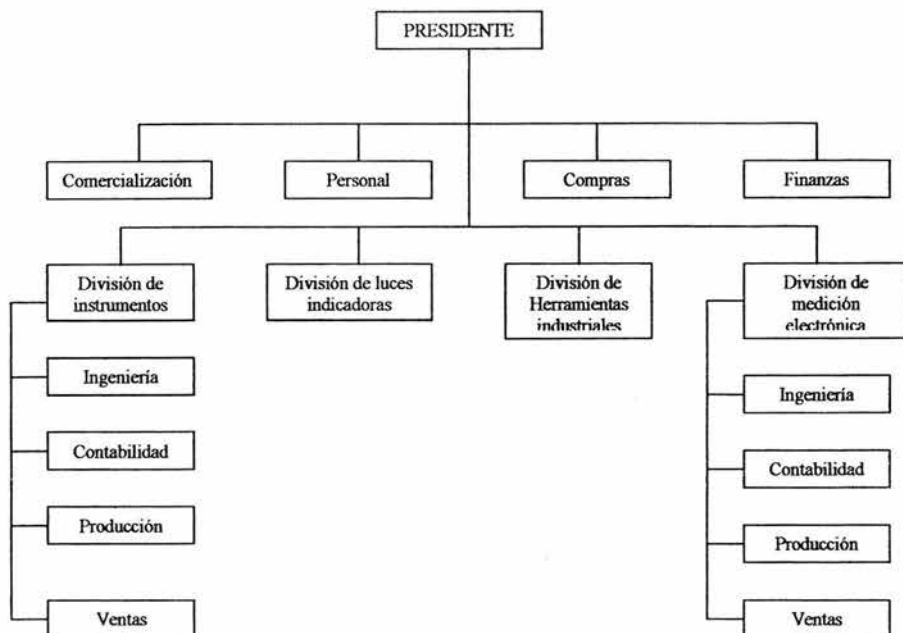 PRESIDENTE
Comercialización
Personal
Compras
Finanzas
División de
instrumentos
División de luces
indicadoras
División de
Herramientas
industriales
División de
medición
electrónica
Ingeniería
Contabilidad
Producción
Ventas
Ingeniería
Contabilidad
Producción
Ventas